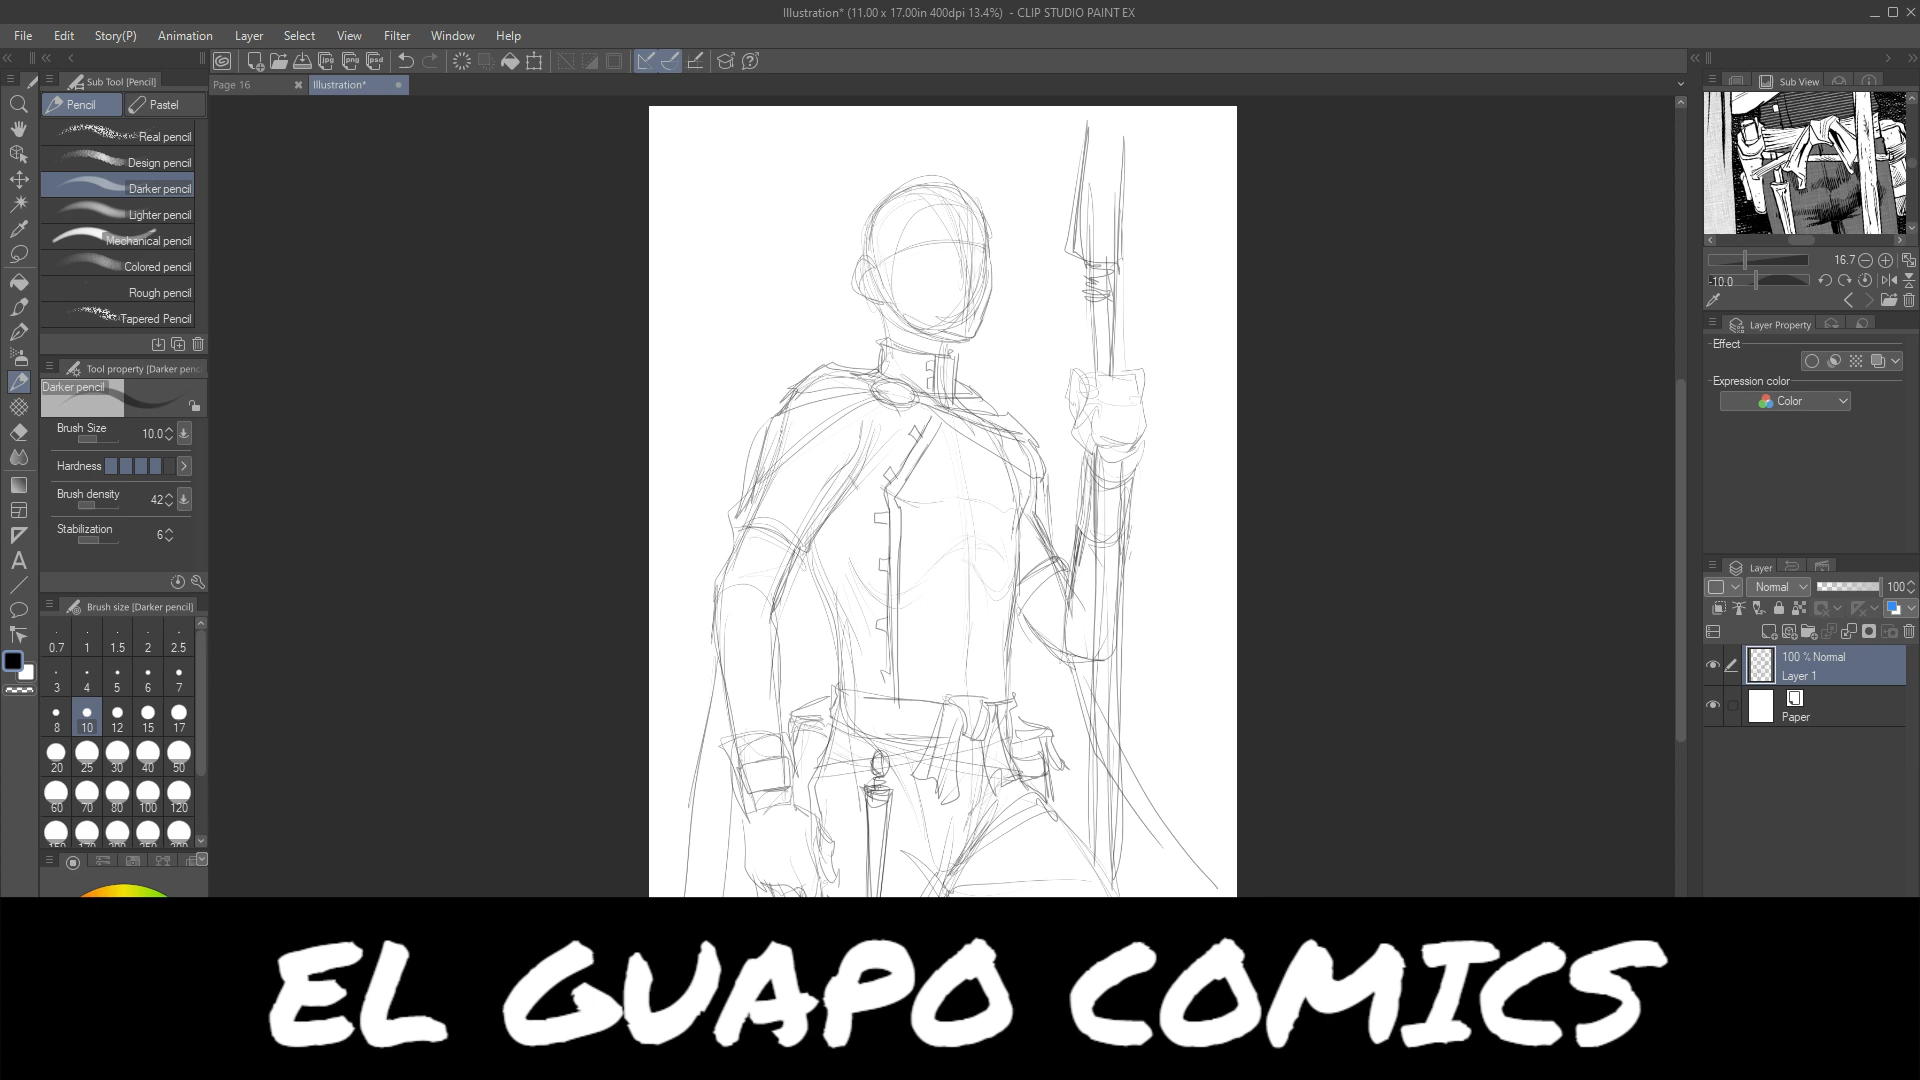 Illustration* (11.00 x 17.00in 400dpi 13.4%) - CLIP STUDIO PAINT EX
File Edit Story(P) Animation Layer Select View Filter Window Help
Sub Tool [Pencil]
Pencil Pastel
Real pencil
Design pencil
Darker pencil
Lighter pencil
Mechanical pencil
Colored pencil
Rough pencil
Tapered Pencil
Tool property [Darker penc
Darker pencil
Brush Size 10.0
Hardness
Brush density 42
Stabilization 6
Brush size [Darker pencil]
0.7 1 1.5 2 2.5
3 4 5 6 7
8 10 12 15 17
20 25 30 40 50
60 70 80 100 120
jpg png psd
Page 16 Illustration*
Sub View
16.7
-10.0
Layer Property
Effect
Expression color
Color
Layer
Normal 100
100 % Normal
Layer 1
Paper
EL GUAPO COMICS